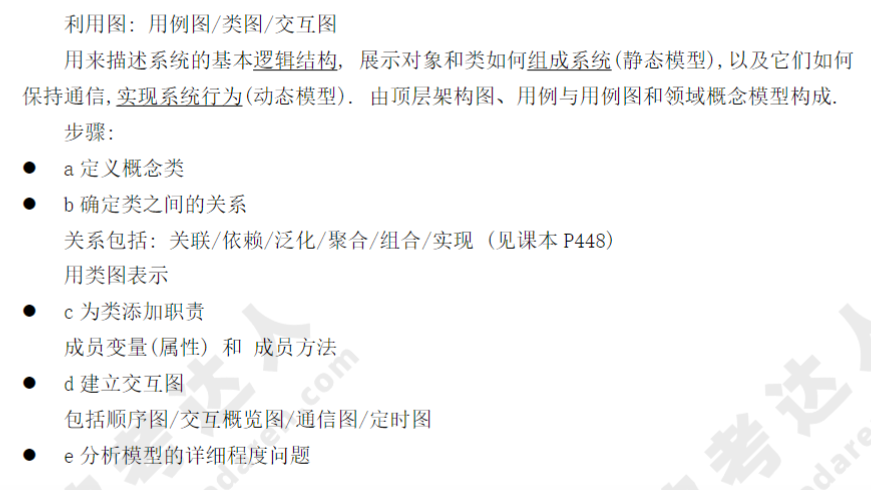 利用图: 用例图/类图/交互图
用来描述系统的基本逻辑结构, 展示对象和类如何组成系统(静态模型),以及它们如何
保持通信,实现系统行为(动态模型). 由顶层架构图、用例与用例图和领域概念模型构成.
步骤:
● a 定义概念类
● b 确定类之间的关系
关系包括: 关联/依赖/泛化/聚合/组合/实现 (见课本 P448)
用类图表示
● c 为类添加职责
成员变量(属性) 和 成员方法
● d 建立交互图
包括顺序图/交互概览图/通信图/定时图
● e 分析模型的详细程度问题
考达人
.com
考达